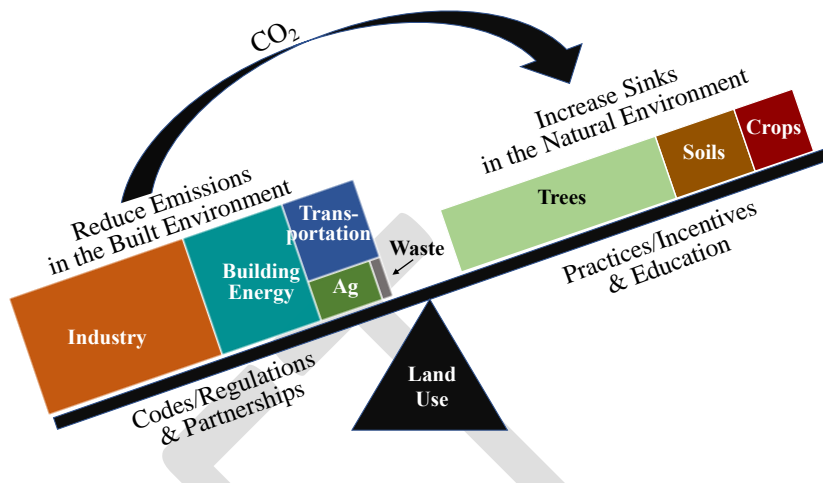 CO₂
Reduce Emissions
in the Built Environment
Increase Sinks
in the Natural Environment
Industry
Building
Energy
Trans-
portation
Ag
Waste
Trees
Soils
Crops
Codes/Regulations
& Partnerships
Practices/Incentives
& Education
Land
Use